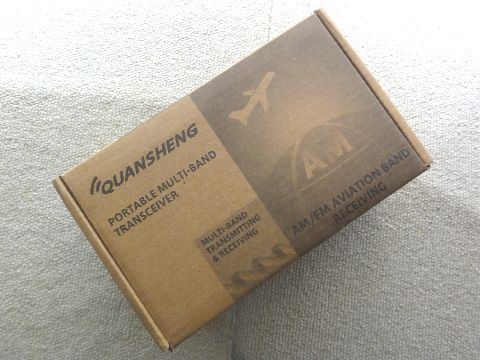 QUANSHENG
PORTABLE MULTI-BAND
TRANSCEIVER
MULTI-BAND
TRANSMITTING
& RECEIVING
AM
AM/FM AVIATION BAND
RECEIVING